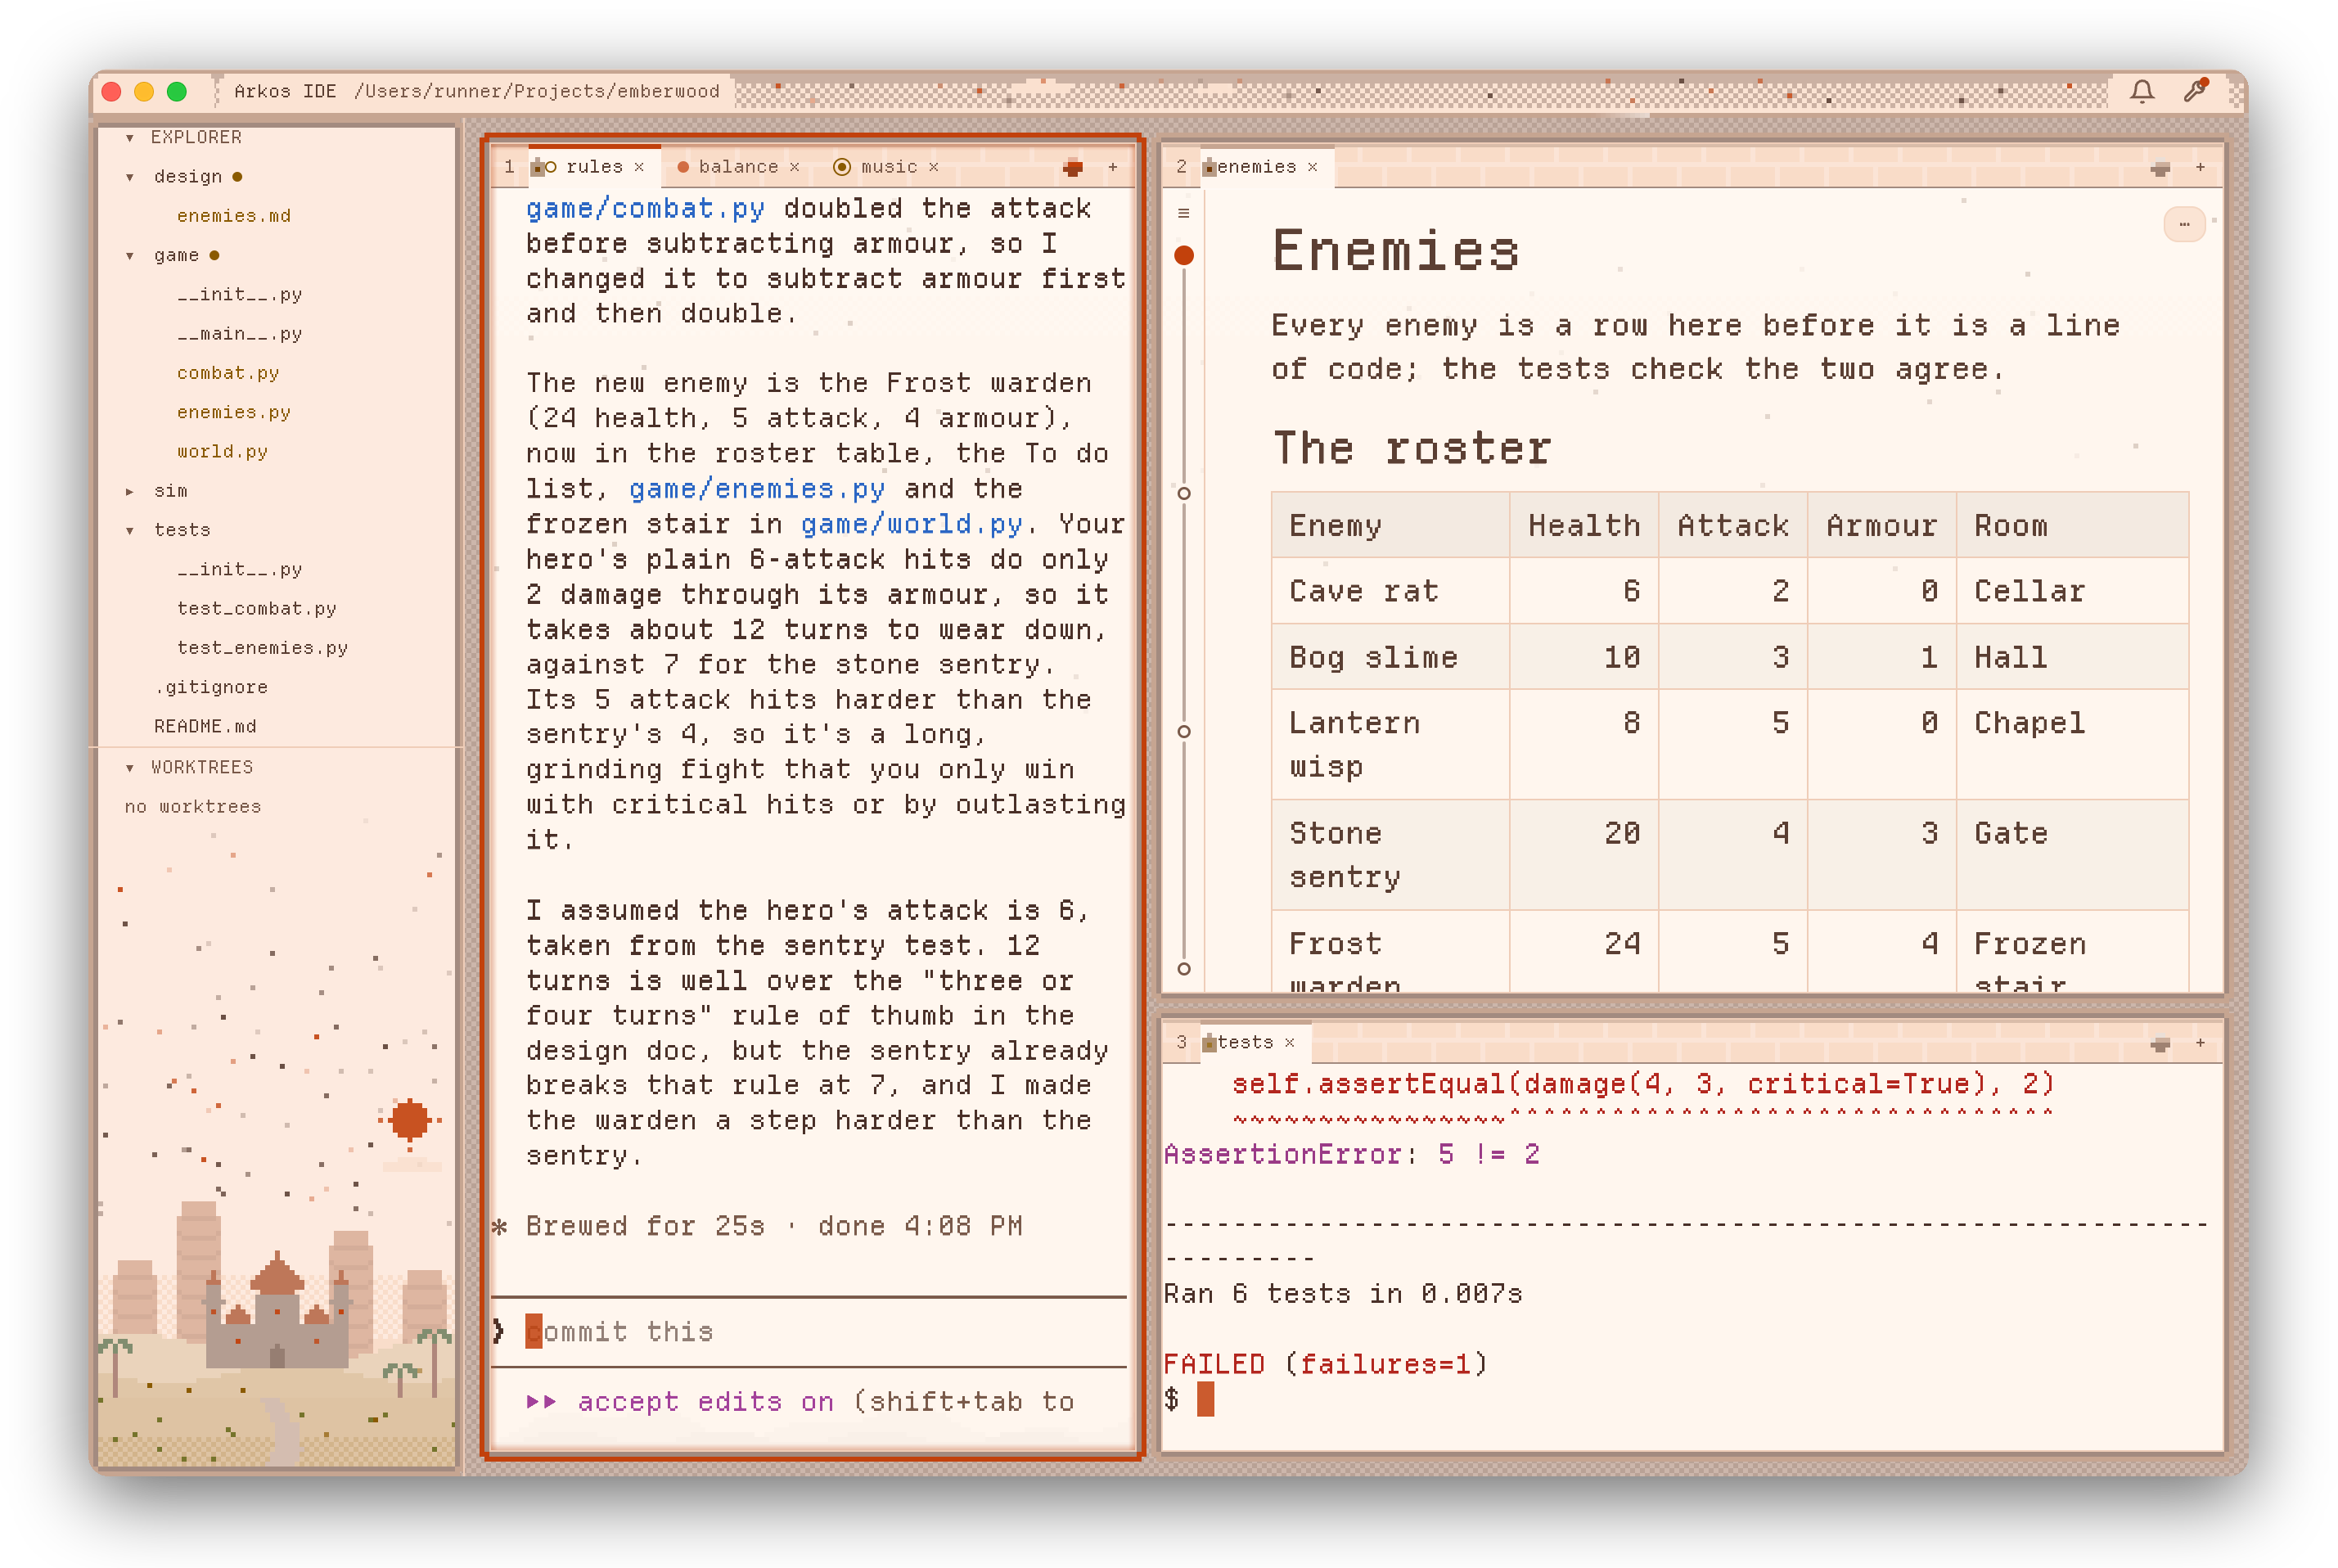 Arkos IDE /Users/runner/Projects/emberwood
EXPLORER
design
enemies.md
game
__init__.py
__main__.py
combat.py
enemies.py
world.py
sim
tests
__init__.py
test_combat.py
test_enemies.py
.gitignore
README.md
WORKTREES
no worktrees
1 rules × balance × music × +
game/combat.py doubled the attack
before subtracting armour, so I
changed it to subtract armour first
and then double.
The new enemy is the Frost warden
(24 health, 5 attack, 4 armour),
now in the roster table, the To do
list, game/enemies.py and the
frozen stair in game/world.py. Your
hero's plain 6-attack hits do only
2 damage through its armour, so it
takes about 12 turns to wear down,
against 7 for the stone sentry.
Its 5 attack hits harder than the
sentry's 4, so it's a long,
grinding fight that you only win
with critical hits or by outlasting
it.
I assumed the hero's attack is 6,
taken from the sentry test. 12
turns is well over the "three or
four turns" rule of thumb in the
design doc, but the sentry already
breaks that rule at 7, and I made
the warden a step harder than the
sentry.
✻ Brewed for 25s · done 4:08 PM
❯ commit this
▸▸ accept edits on (shift+tab to
2 enemies × +
Enemies
Every enemy is a row here before it is a line
of code; the tests check the two agree.
The roster
Enemy Health Attack Armour Room
Cave rat 6 2 0 Cellar
Bog slime 10 3 1 Hall
Lantern wisp 8 5 0 Chapel
Stone sentry 20 4 3 Gate
Frost warden 24 5 4 Frozen stair
3 tests × +
self.assertEqual(damage(4, 3, critical=True), 2)
~~~~~~~~~~~~~~~~^^^^^^^^^^^^^^^^^^^^^^^^^^^^^^^^
AssertionError: 5 != 2
-------------------------------------------------------------
---------
Ran 6 tests in 0.007s
FAILED (failures=1)
$